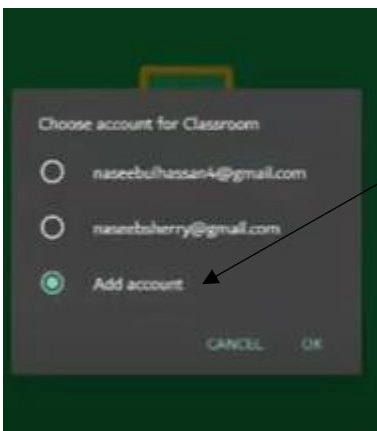 Choose account for Classroom
naseebulhassan4@gmail.com
naseebsherry@gmail.com
Add account
CANCEL OK